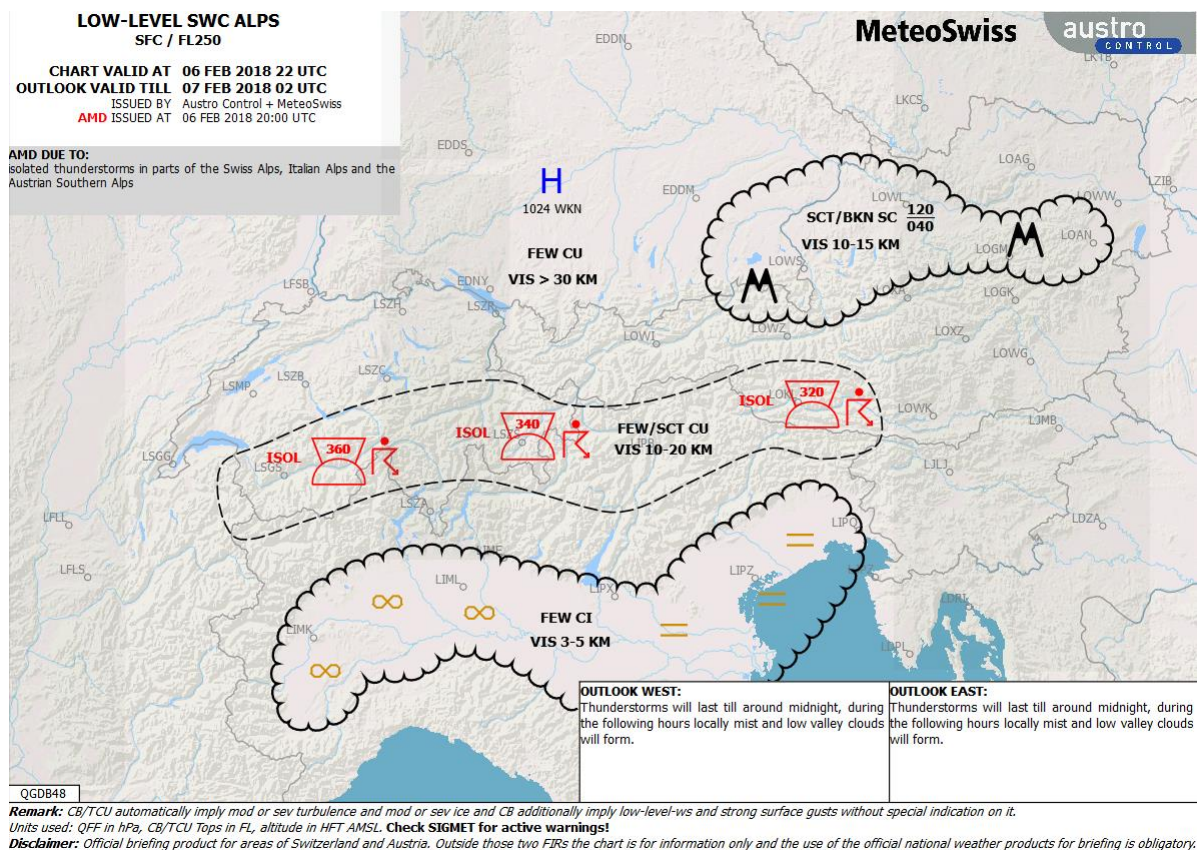 LOW-LEVEL SWC ALPS
SFC / FL250
CHART VALID AT 06 FEB 2018 22 UTC
OUTLOOK VALID TILL 07 FEB 2018 02 UTC
ISSUED BY Austro Control + MeteoSwiss
AMD ISSUED AT 06 FEB 2018 20:00 UTC
AMD DUE TO:
isolated thunderstorms in parts of the Swiss Alps, Italian Alps and the
Austrian Southern Alps
MeteoSwiss
austro
CONTROL
EDDN
LKTB
LKCS
EDDS
LOAG
LZIB
H
1024 WKN
EDDM
LOWL
LOWW
SCT/BKN SC 120
040
VIS 10-15 KM
LOGM
LOAN
FEW CU
VIS > 30 KM
LOWS
LFSB
EDNY
LSZH
LSZR
LOGK
LOWI
LOWZ
LOXZ
LOWG
LSZB
LSZC
LSMP
ISOL 320
LOKL
LOWK
LJMB
ISOL 340
FEW/SCT CU
VIS 10-20 KM
LIPB
ISOL 360
LSGG
LSGS
LJLJ
LSZA
LFLL
LIPQ
LDZA
LFLS
LIME
LIML
LIPX
LIPZ
FEW CI
VIS 3-5 KM
LIMK
LDRI
LDPL
OUTLOOK WEST:
Thunderstorms will last till around midnight, during
the following hours locally mist and low valley clouds
will form.
OUTLOOK EAST:
Thunderstorms will last till around midnight, during
the following hours locally mist and low valley clouds
will form.
QGDB48
Remark: CB/TCU automatically imply mod or sev turbulence and mod or sev ice and CB additionally imply low-level-ws and strong surface gusts without special indication on it.
Units used: QFF in hPa, CB/TCU Tops in FL, altitude in HFT AMSL. Check SIGMET for active warnings!
Disclaimer: Official briefing product for areas of Switzerland and Austria. Outside those two FIRs the chart is for information only and the use of the official national weather products for briefing is obligatory.